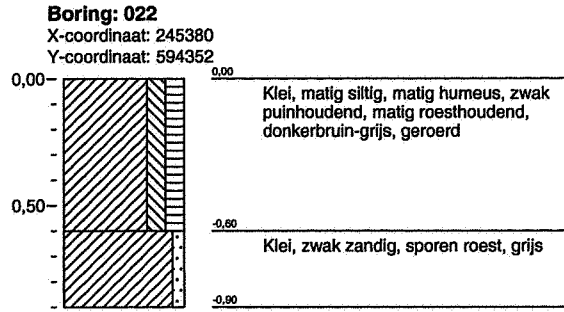 Boring: 022
X-coordinaat: 245380
Y-coordinaat: 594352
0,00
0,00
Klei, matig siltig, matig humeus, zwak
puinhoudend, matig roesthoudend,
donkerbruin-grijs, geroerd
0,50
-0,60
Klei, zwak zandig, sporen roest, grijs
-0,90